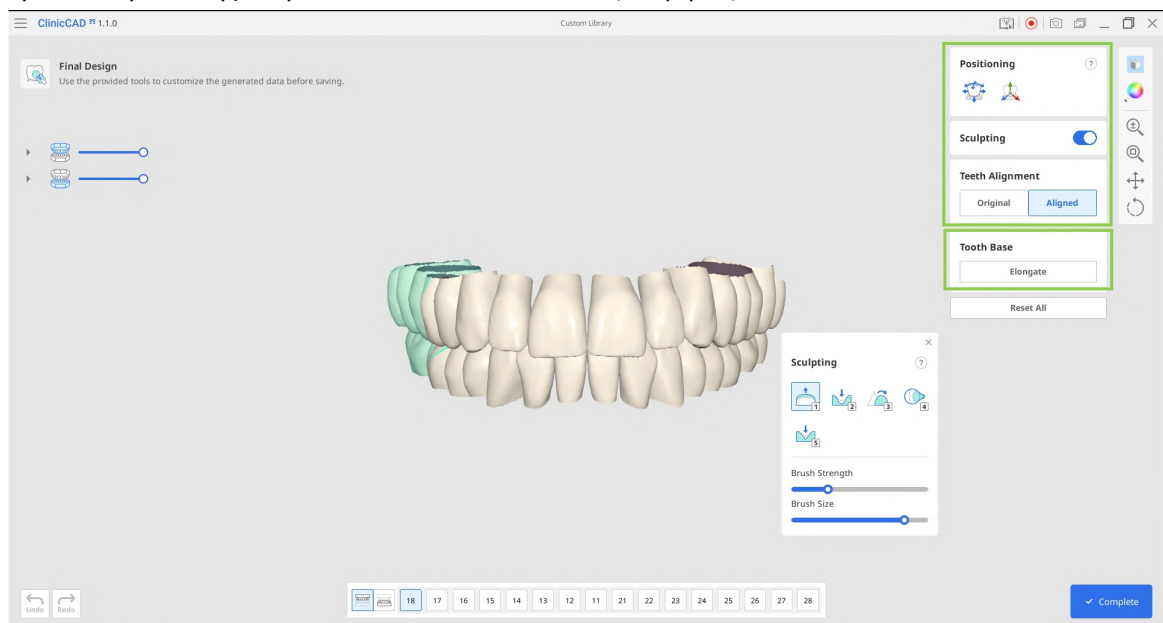 ClinicCAD 1.1.0
Custom Library
Final Design
Use the provided tools to customize the generated data before saving.
Positioning
?
Sculpting
Teeth Alignment
Original Aligned
Tooth Base
Elongate
Reset All
Sculpting
?
1 2 3 4
5
Brush Strength
Brush Size
Undo Redo
18 17 16 15 14 13 12 11 21 22 23 24 25 26 27 28
Complete